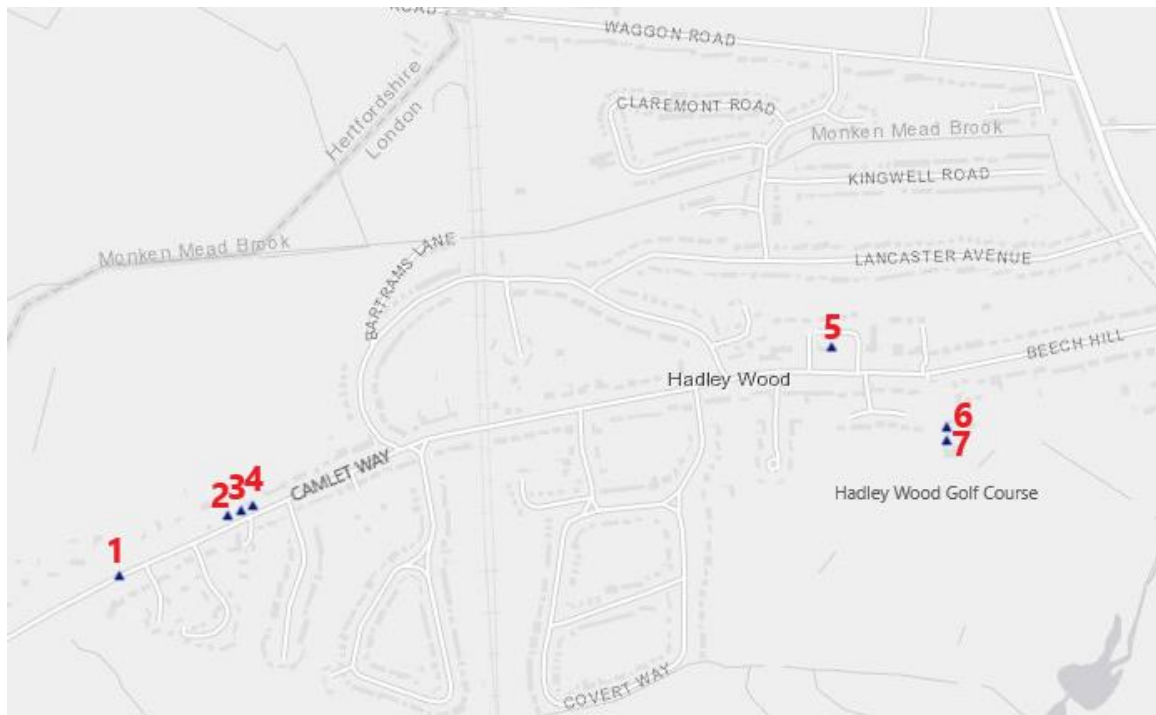 ROAD
WAGGON ROAD
Hertfordshire
London
CLAREMONT ROAD
Monken Mead Brook
KINGWELL ROAD
Monken Mead Brook
BARTRAMS LANE
LANCASTER AVENUE
5
BEECH HILL
Hadley Wood
6
7
CAMLET WAY
2 3 4
Hadley Wood Golf Course
1
COVERT WAY